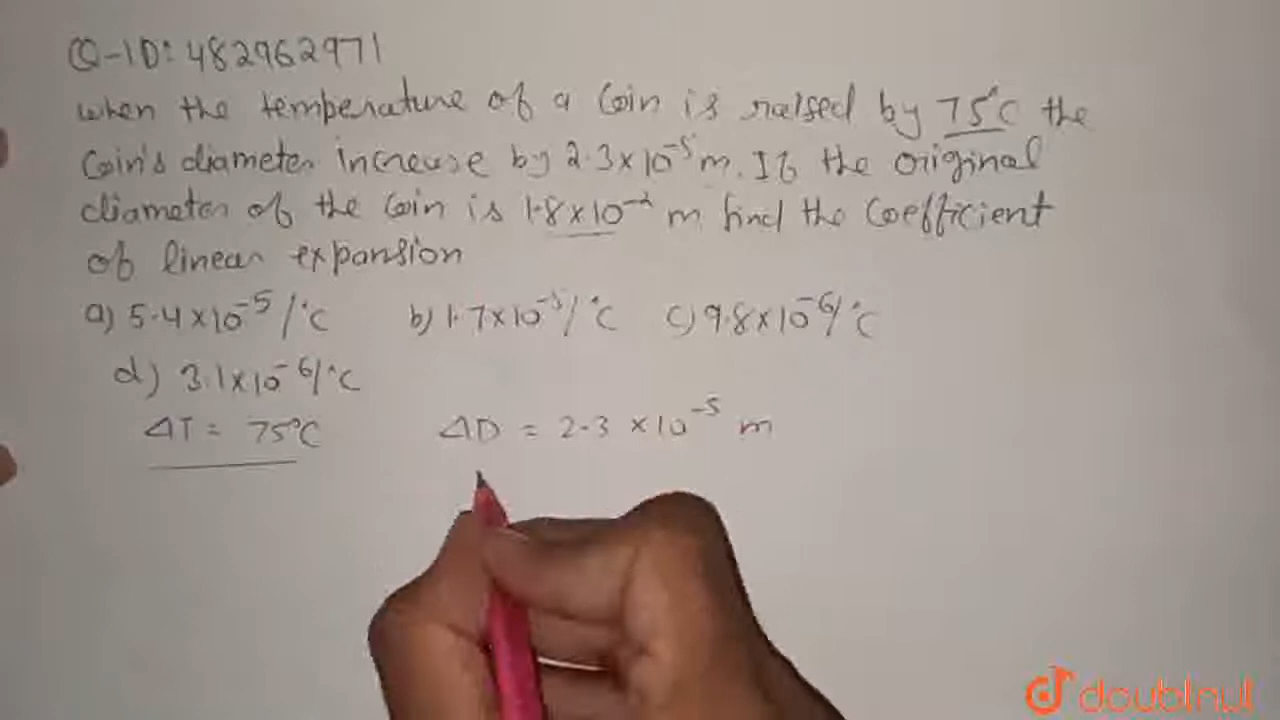 Q-ID: 482962971
when the temperature of a Coin is raised by 75°C the
Coin's diameter increase by 2.3×10⁻⁵ m. If the original
diameter of the Coin is 1.8×10⁻² m find the Coefficient
of linear expansion
a) 5.4×10⁻⁵/°C b) 1.7×10⁻⁵/°C c) 9.8×10⁻⁶/°C
d) 3.1×10⁻⁶/°C
ΔT = 75°C ΔD = 2.3 ×10⁻⁵ m
doubtnut